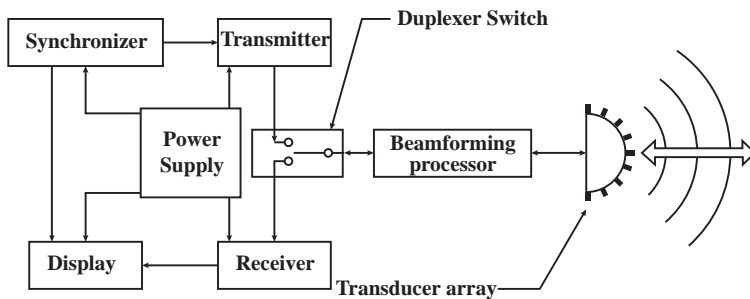 Duplexer Switch
Synchronizer
Transmitter
Power
Supply
Beamforming
processor
Display
Receiver
Transducer array